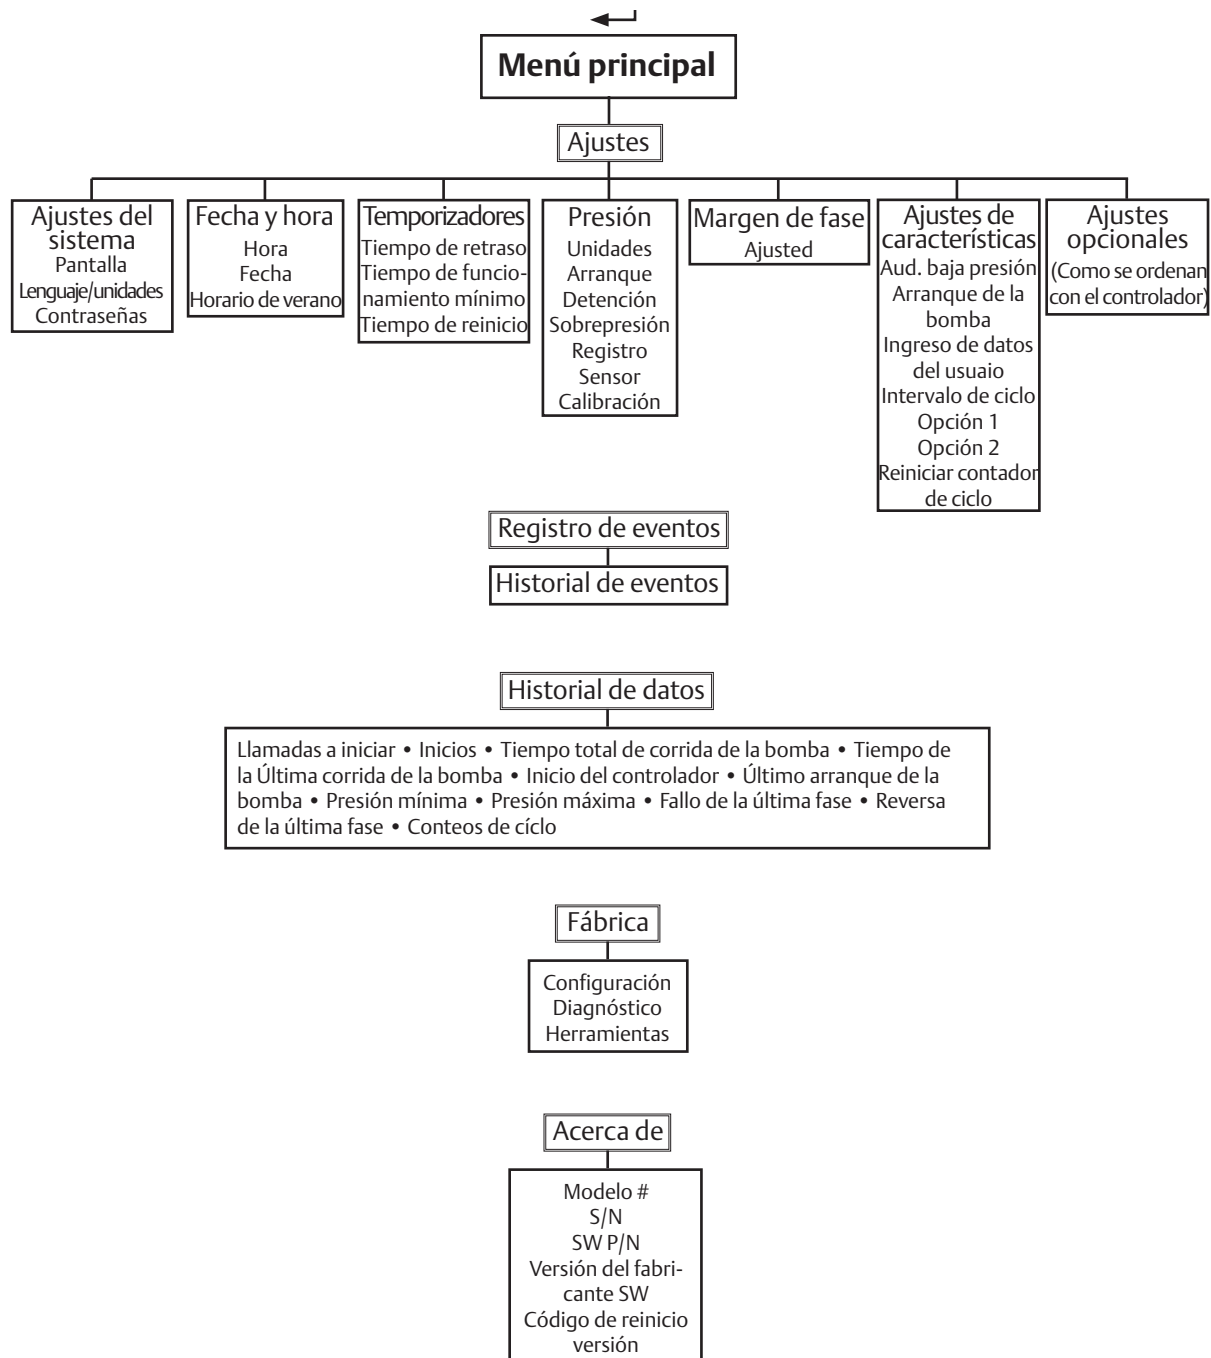 Menú principal
Ajustes
Ajustes del
sistema
Pantalla
Lenguaje/unidades
Contraseñas
Fecha y hora
Hora
Fecha
Horario de verano
Temporizadores
Tiempo de retraso
Tiempo de funcio-
namiento mínimo
Tiempo de reinicio
Presión
Unidades
Arranque
Detención
Sobrepresión
Registro
Sensor
Calibración
Margen de fase
Ajusted
Ajustes de
características
Aud. baja presión
Arranque de la
bomba
Ingreso de datos
del usuaio
Intervalo de ciclo
Opción 1
Opción 2
Reiniciar contador
de ciclo
Ajustes
opcionales
(Como se ordenan
con el controlador)
Registro de eventos
Historial de eventos
Historial de datos
Llamadas a iniciar • Inicios • Tiempo total de corrida de la bomba • Tiempo de
la Última corrida de la bomba • Inicio del controlador • Último arranque de la
bomba • Presión mínima • Presión máxima • Fallo de la última fase • Reversa
de la última fase • Conteos de cíclo
Fábrica
Configuración
Diagnóstico
Herramientas
Acerca de
Modelo #
S/N
SW P/N
Versión del fabri-
cante SW
Código de reinicio
versión